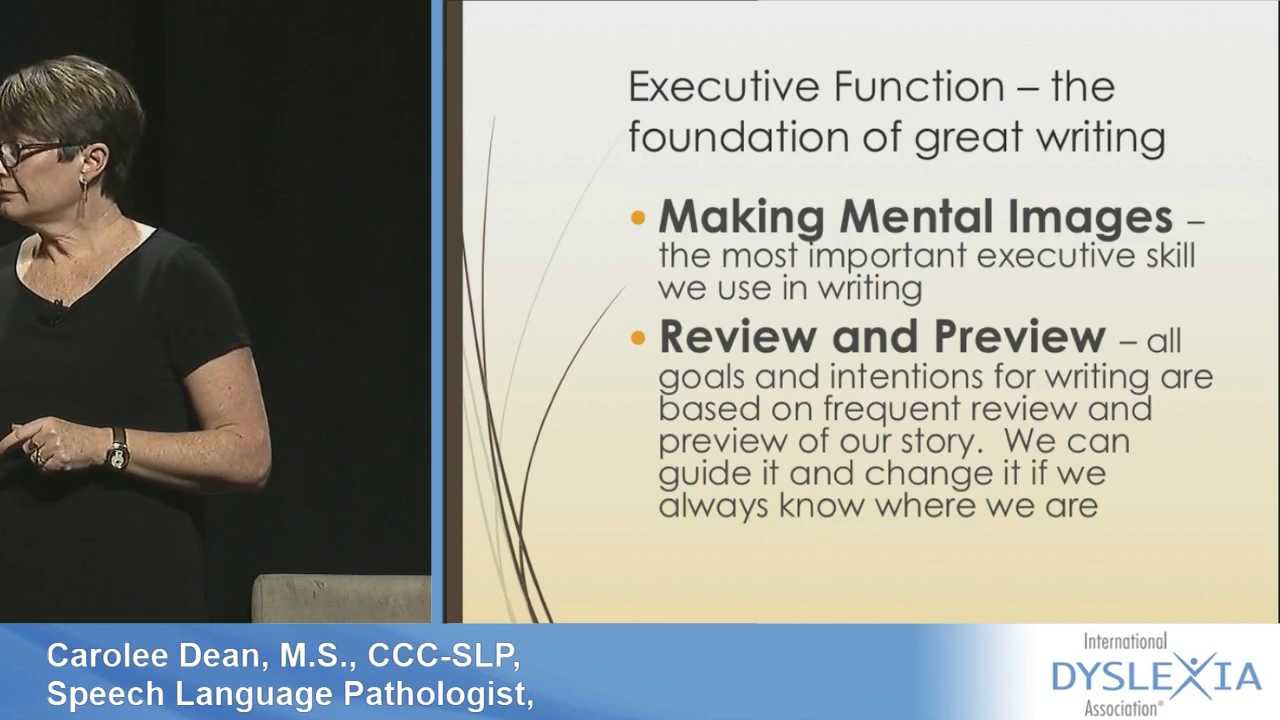 Executive Function – the
foundation of great writing
• Making Mental Images –
the most important executive skill
we use in writing
• Review and Preview – all
goals and intentions for writing are
based on frequent review and
preview of our story.  We can
guide it and change it if we
always know where we are
Carolee Dean, M.S., CCC-SLP,
Speech Language Pathologist,
International
DYSLEXIA
Association®